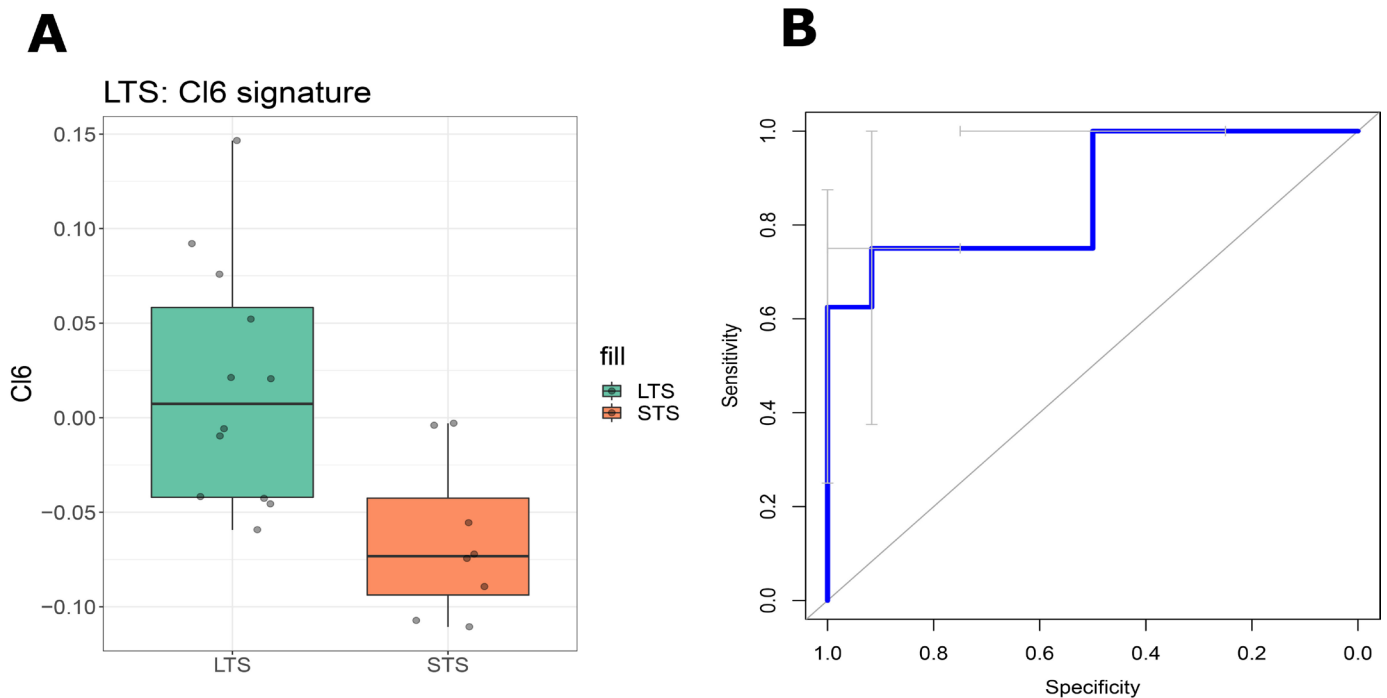 A
LTS: Cl6 signature
Cl6
0.15
0.10
0.05
0.00
−0.05
−0.10
LTS
STS
fill
LTS
STS
B
Sensitivity
1.0
0.8
0.6
0.4
0.2
0.0
1.0
0.8
0.6
0.4
0.2
0.0
Specificity